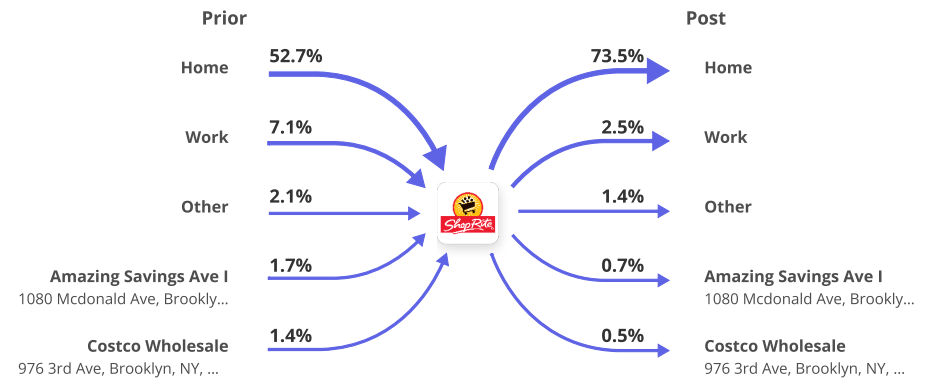 Prior
Post
52.7%
73.5%
Home
Home
7.1%
2.5%
Work
Work
2.1%
1.4%
Other
Other
ShopRite
1.7%
0.7%
Amazing Savings Ave I
Amazing Savings Ave I
1080 Mcdonald Ave, Brookly...
1080 Mcdonald Ave, Brookly...
1.4%
0.5%
Costco Wholesale
Costco Wholesale
976 3rd Ave, Brooklyn, NY, ...
976 3rd Ave, Brooklyn, NY, ...